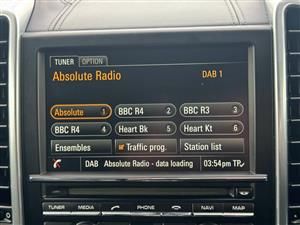 TUNER OPTION
Absolute Radio DAB 1
Absolute 1 BBC R4 2 BBC R3 3
BBC R4 4 Heart Bk 5 Heart Kt 6
Ensembles Traffic prog. Station list
DAB Absolute Radio - data loading 03:54pm TP
TUNER MEDIA NAVI MAP